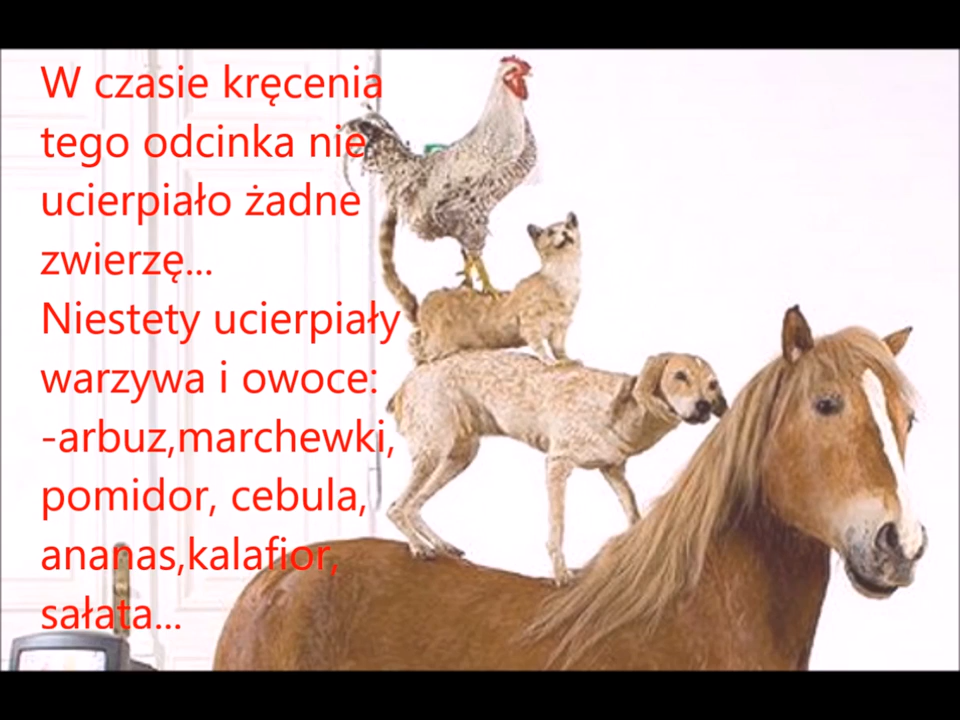 W czasie kręcenia
tego odcinka nie
ucierpiało żadne
zwierzę...
Niestety ucierpiały
warzywa i owoce:
-arbuz,marchewki,
pomidor, cebula,
ananas,kalafior,
sałata...